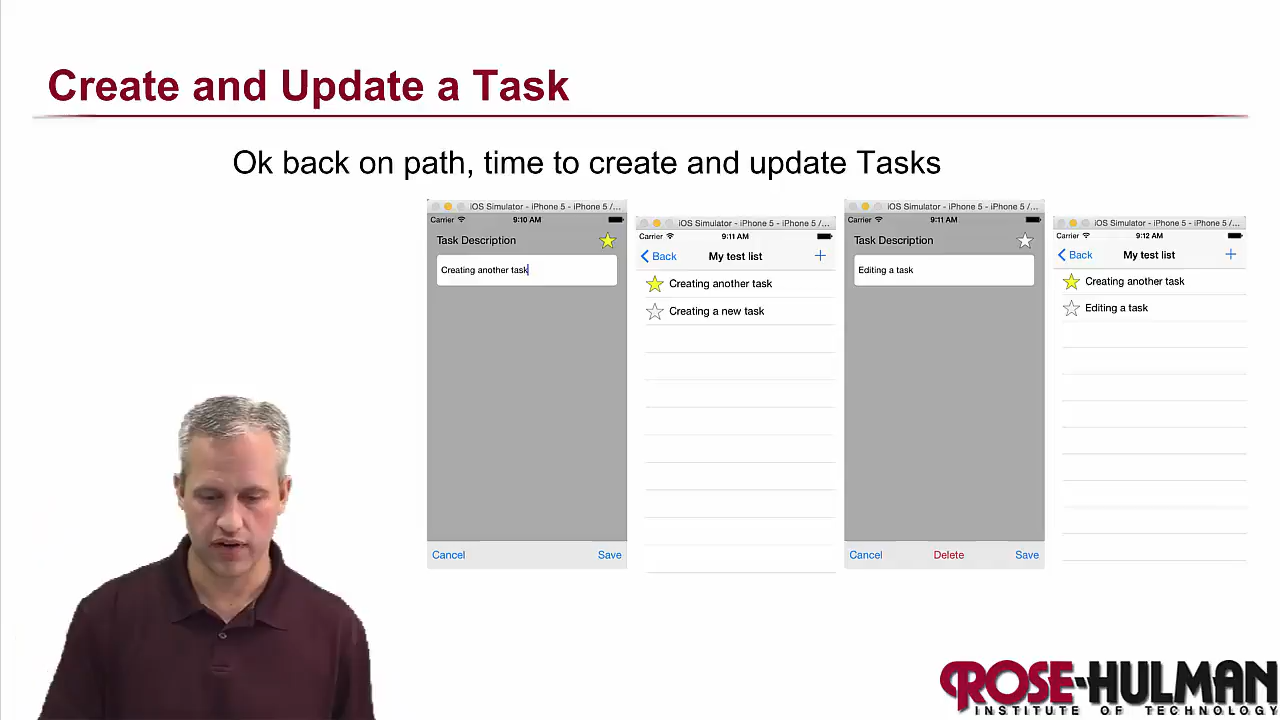 Create and Update a Task
Ok back on path, time to create and update Tasks
iOS Simulator - iPhone 5 - iPhone 5 /...
Carrier 9:10 AM
Task Description
Creating another task
Cancel Save
iOS Simulator - iPhone 5 - iPhone 5 /...
Carrier 9:11 AM
Back My test list +
Creating another task
Creating a new task
iOS Simulator - iPhone 5 - iPhone 5 /...
Carrier 9:11 AM
Task Description
Editing a task
Cancel Delete Save
iOS Simulator - iPhone 5 - iPhone 5 /...
Carrier 9:12 AM
Back My test list +
Creating another task
Editing a task
ROSE-HULMAN
INSTITUTE OF TECHNOLOGY